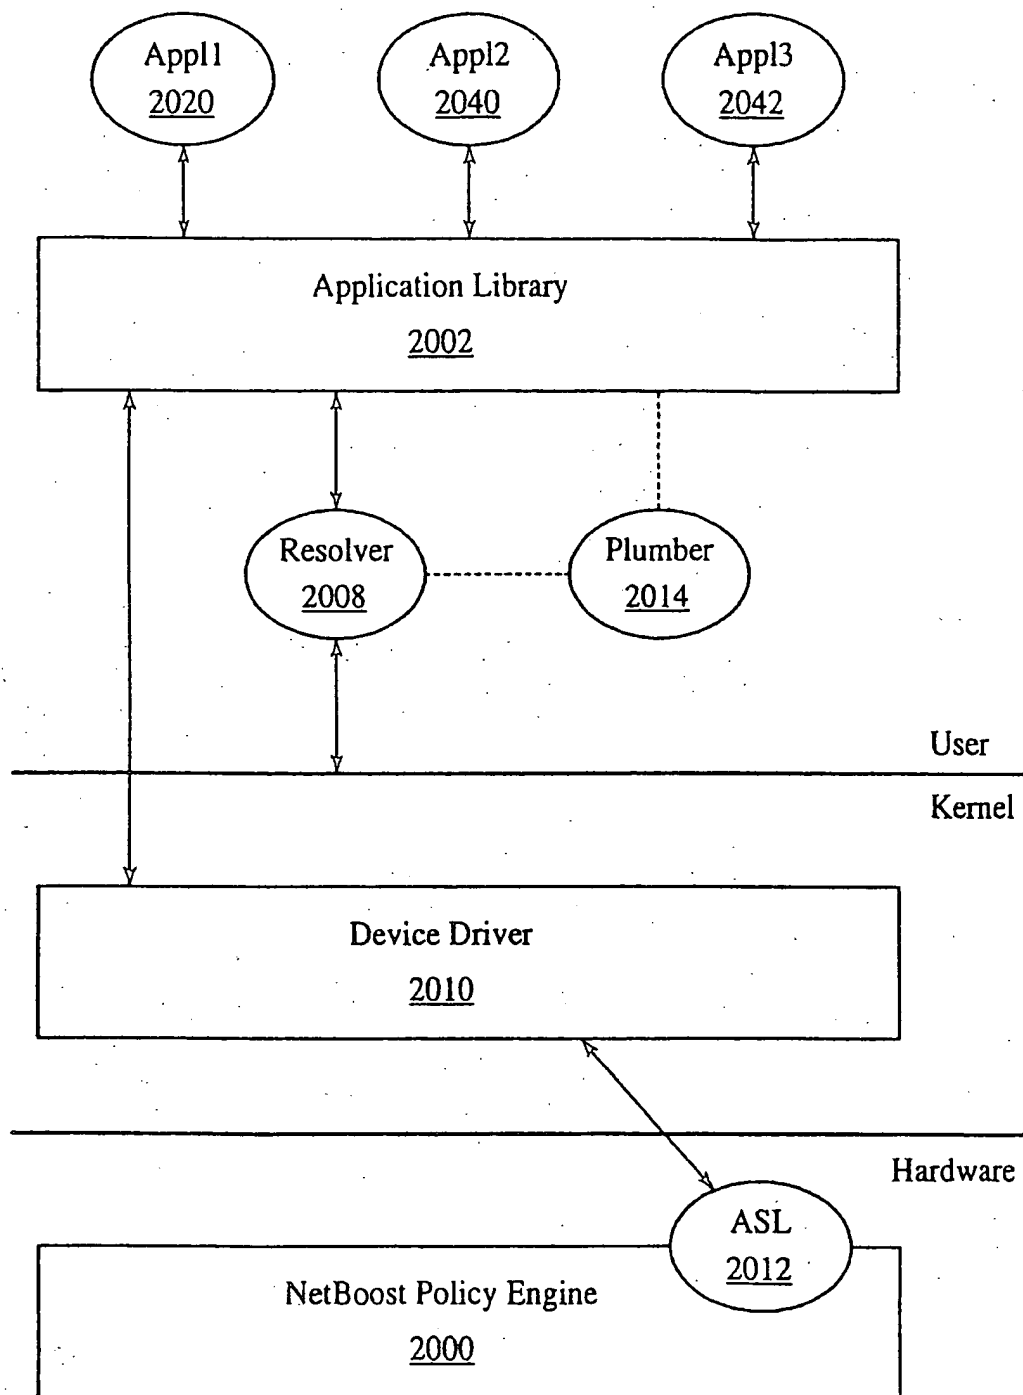 Appl1
2020
Appl2
2040
Appl3
2042
Application Library
2002
Resolver
2008
Plumber
2014
User
Kernel
Device Driver
2010
Hardware
ASL
2012
NetBoost Policy Engine
2000